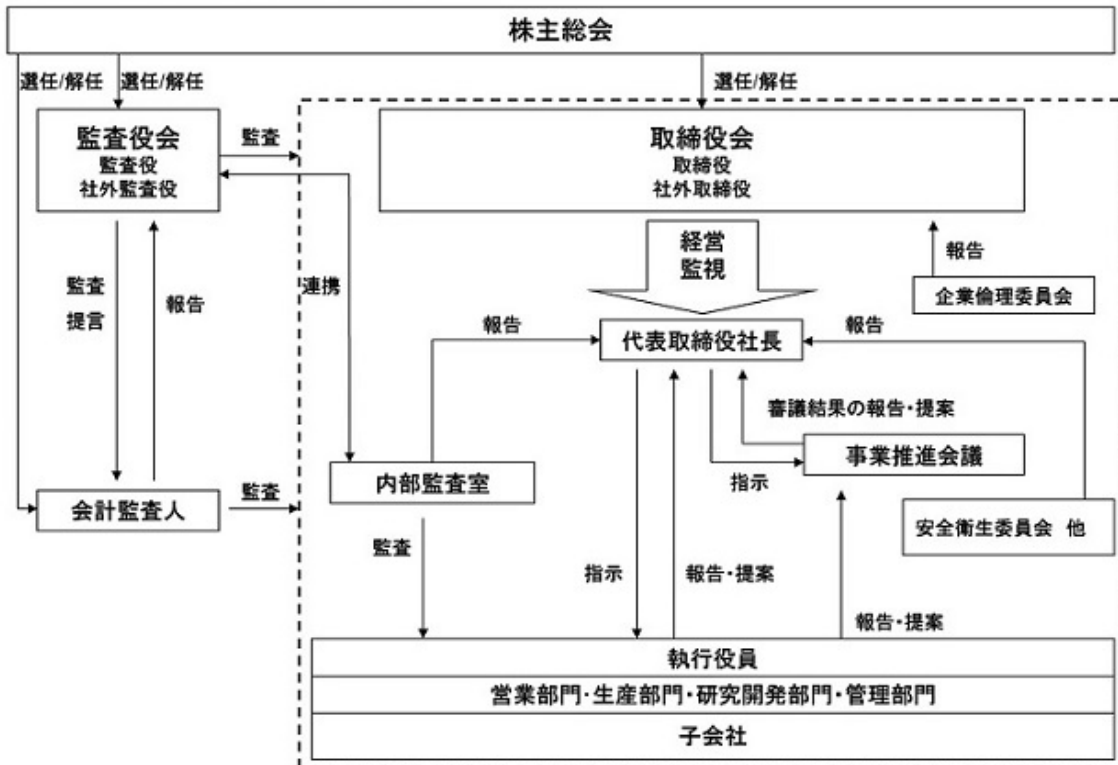 株主総会
選任/解任
選任/解任
選任/解任
監査役会
監査役
社外監査役
監査
取締役会
取締役
社外取締役
経営
監視
報告
企業倫理委員会
監査
提言
報告
連携
報告
代表取締役社長
報告
審議結果の報告・提案
事業推進会議
指示
内部監査室
会計監査人
監査
安全衛生委員会 他
監査
指示
報告・提案
報告・提案
執行役員
営業部門・生産部門・研究開発部門・管理部門
子会社